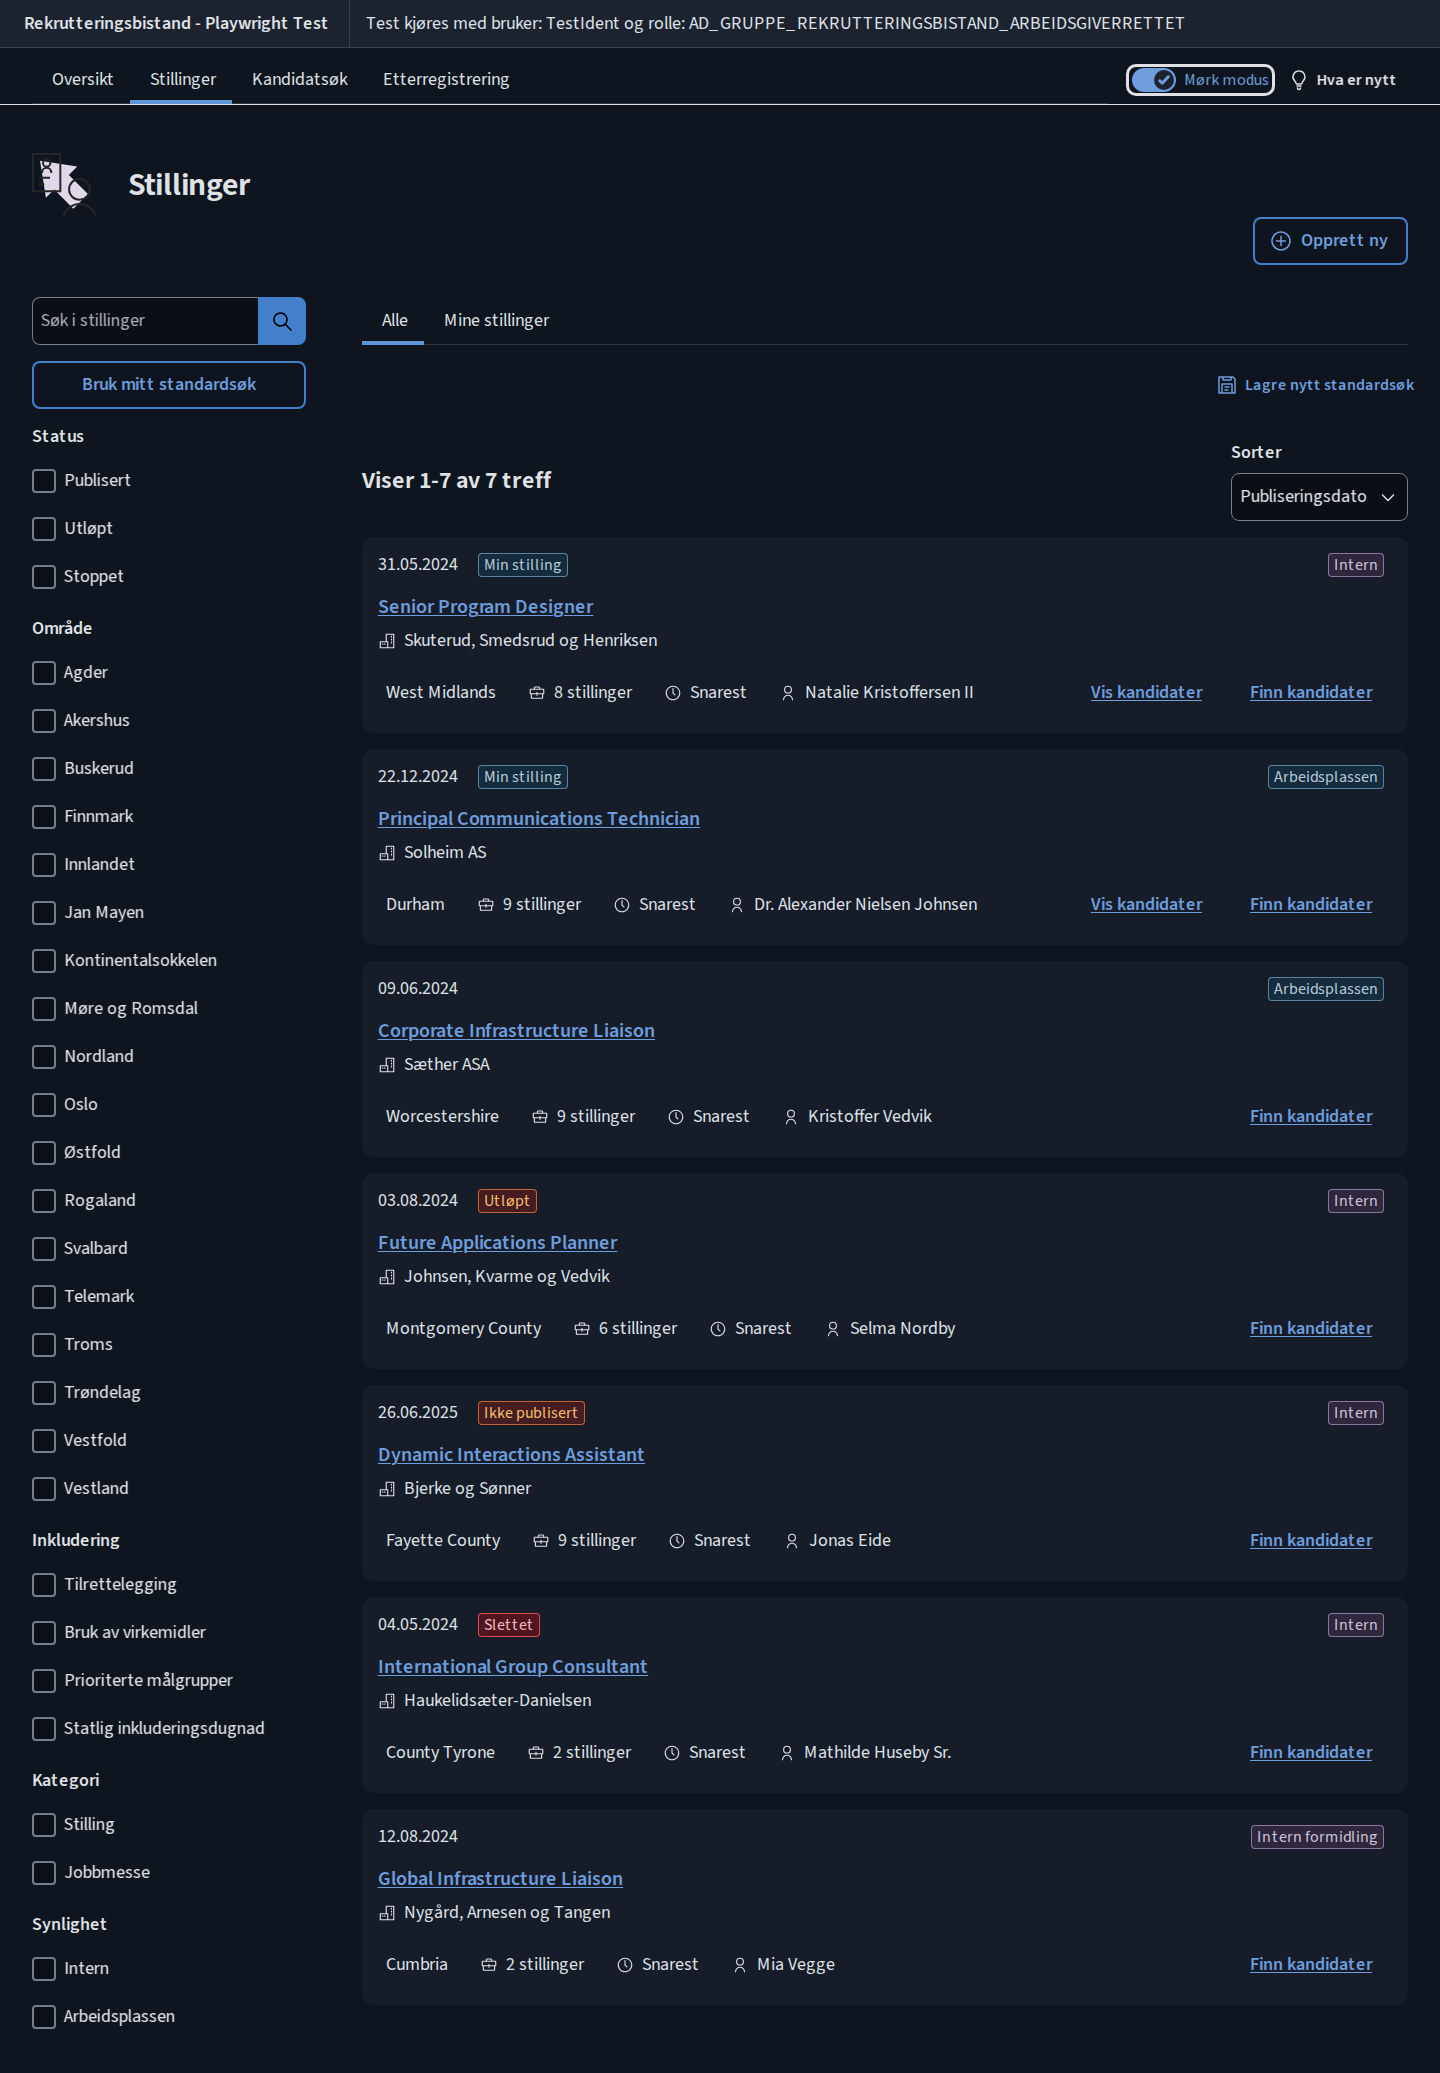 Rekrutteringsbistand - Playwright Test
Test kjøres med bruker: TestIdent og rolle: AD_GRUPPE_REKRUTTERINGSBISTAND_ARBEIDSGIVERRETTET
Oversikt
Stillinger
Kandidatsøk
Etterregistrering
Mørk modus
Hva er nytt
Stillinger
Opprett ny
Søk i stillinger
Bruk mitt standardsøk
Status
Publisert
Utløpt
Stoppet
Område
Agder
Akershus
Buskerud
Finnmark
Innlandet
Jan Mayen
Kontinentalsokkelen
Møre og Romsdal
Nordland
Oslo
Østfold
Rogaland
Svalbard
Telemark
Troms
Trøndelag
Vestfold
Vestland
Inkludering
Tilrettelegging
Bruk av virkemidler
Prioriterte målgrupper
Statlig inkluderingsdugnad
Kategori
Stilling
Jobbmesse
Synlighet
Intern
Arbeidsplassen
Alle
Mine stillinger
Lagre nytt standardsøk
Viser 1-7 av 7 treff
Sorter
Publiseringsdato
31.05.2024 Min stilling Intern
Senior Program Designer
Skuterud, Smedsrud og Henriksen
West Midlands 8 stillinger Snarest Natalie Kristoffersen II Vis kandidater Finn kandidater
22.12.2024 Min stilling Arbeidsplassen
Principal Communications Technician
Solheim AS
Durham 9 stillinger Snarest Dr. Alexander Nielsen Johnsen Vis kandidater Finn kandidater
09.06.2024 Arbeidsplassen
Corporate Infrastructure Liaison
Sæther ASA
Worcestershire 9 stillinger Snarest Kristoffer Vedvik Finn kandidater
03.08.2024 Utløpt Intern
Future Applications Planner
Johnsen, Kvarme og Vedvik
Montgomery County 6 stillinger Snarest Selma Nordby Finn kandidater
26.06.2025 Ikke publisert Intern
Dynamic Interactions Assistant
Bjerke og Sønner
Fayette County 9 stillinger Snarest Jonas Eide Finn kandidater
04.05.2024 Slettet Intern
International Group Consultant
Haukelidsæter-Danielsen
County Tyrone 2 stillinger Snarest Mathilde Huseby Sr. Finn kandidater
12.08.2024 Intern formidling
Global Infrastructure Liaison
Nygård, Arnesen og Tangen
Cumbria 2 stillinger Snarest Mia Vegge Finn kandidater